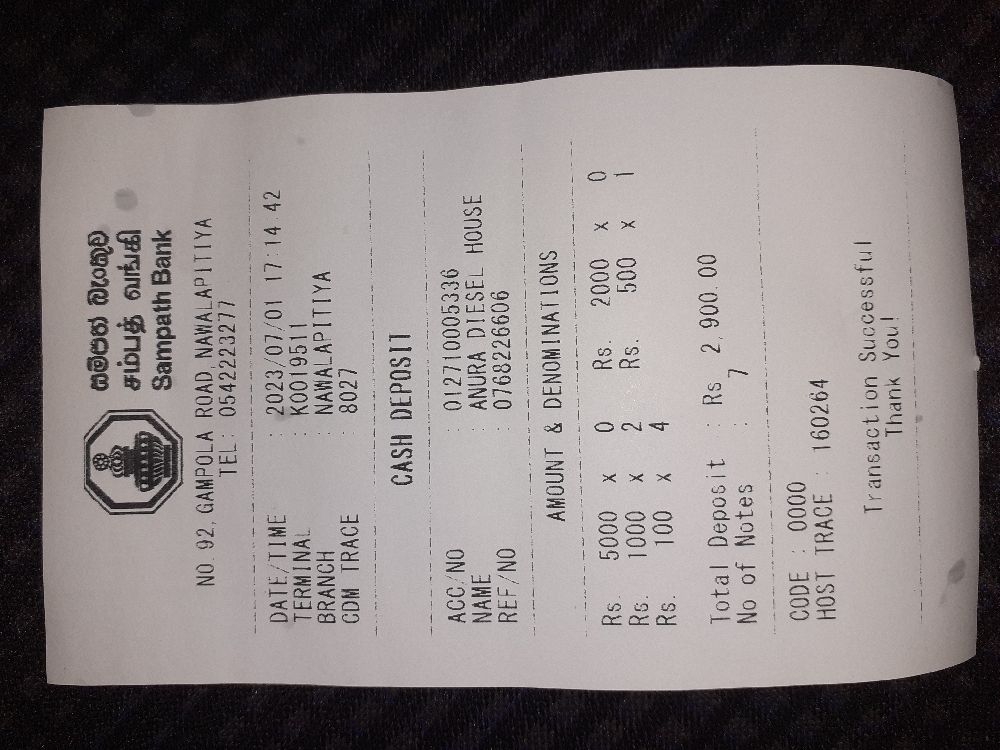 සම්පත් බැංකුව
சம்பத் வங்கி
Sampath Bank
NO 92, GAMPOLA ROAD, NAWALAPITIYA
TEL: 0542223277
DATE/TIME : 2023/07/01 17:14:42
TERMINAL : K0019511
BRANCH : NAWALAPITIYA
CDM TRACE : 8027
CASH DEPOSIT
ACC/NO : 012710005336
NAME : ANURA DIESEL HOUSE
REF/NO : 0768226606
AMOUNT & DENOMINATIONS
Rs. 5000 x 0 Rs. 2000 x 0
Rs. 1000 x 2 Rs. 500 x 1
Rs. 100 x 4
Total Deposit : Rs 2,900.00
No of Notes : 7
CODE : 0000
HOST TRACE : 160264
Transaction Successful
Thank You!